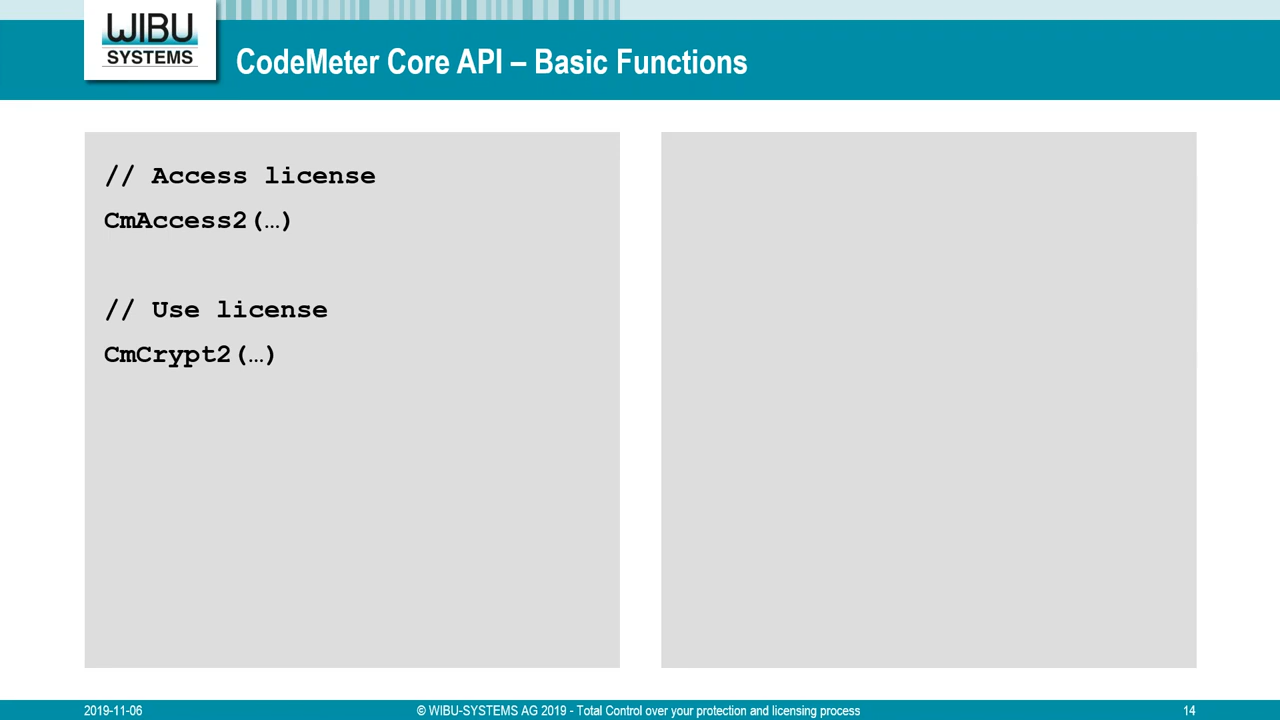 WIBU
SYSTEMS
CodeMeter Core API – Basic Functions
// Access license
CmAccess2(…)
// Use license
CmCrypt2(…)
2019-11-06
© WIBU-SYSTEMS AG 2019 - Total Control over your protection and licensing process
14